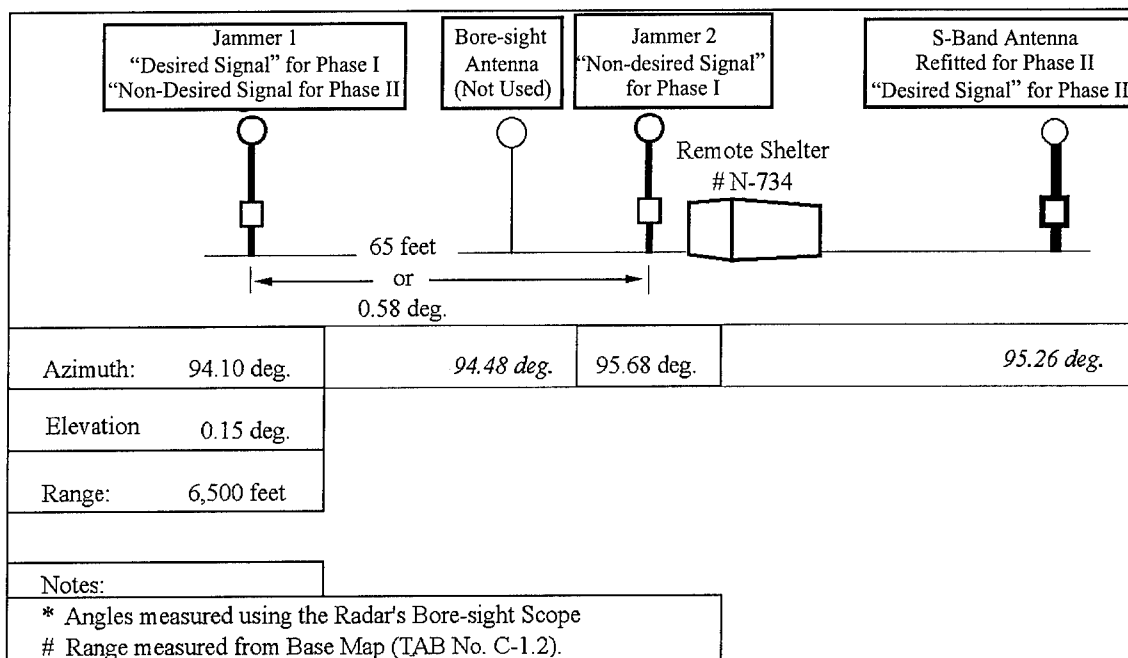 Jammer 1
“Desired Signal” for Phase I
“Non-Desired Signal for Phase II
Bore-sight
Antenna
(Not Used)
Jammer 2
“Non-desired Signal”
for Phase I
S-Band Antenna
Refitted for Phase II
“Desired Signal” for Phase II
Remote Shelter
# N-734
65 feet
or
0.58 deg.
Azimuth: 94.10 deg. 94.48 deg. 95.68 deg. 95.26 deg.
Elevation 0.15 deg.
Range: 6,500 feet
Notes:
* Angles measured using the Radar's Bore-sight Scope
# Range measured from Base Map (TAB No. C-1.2).